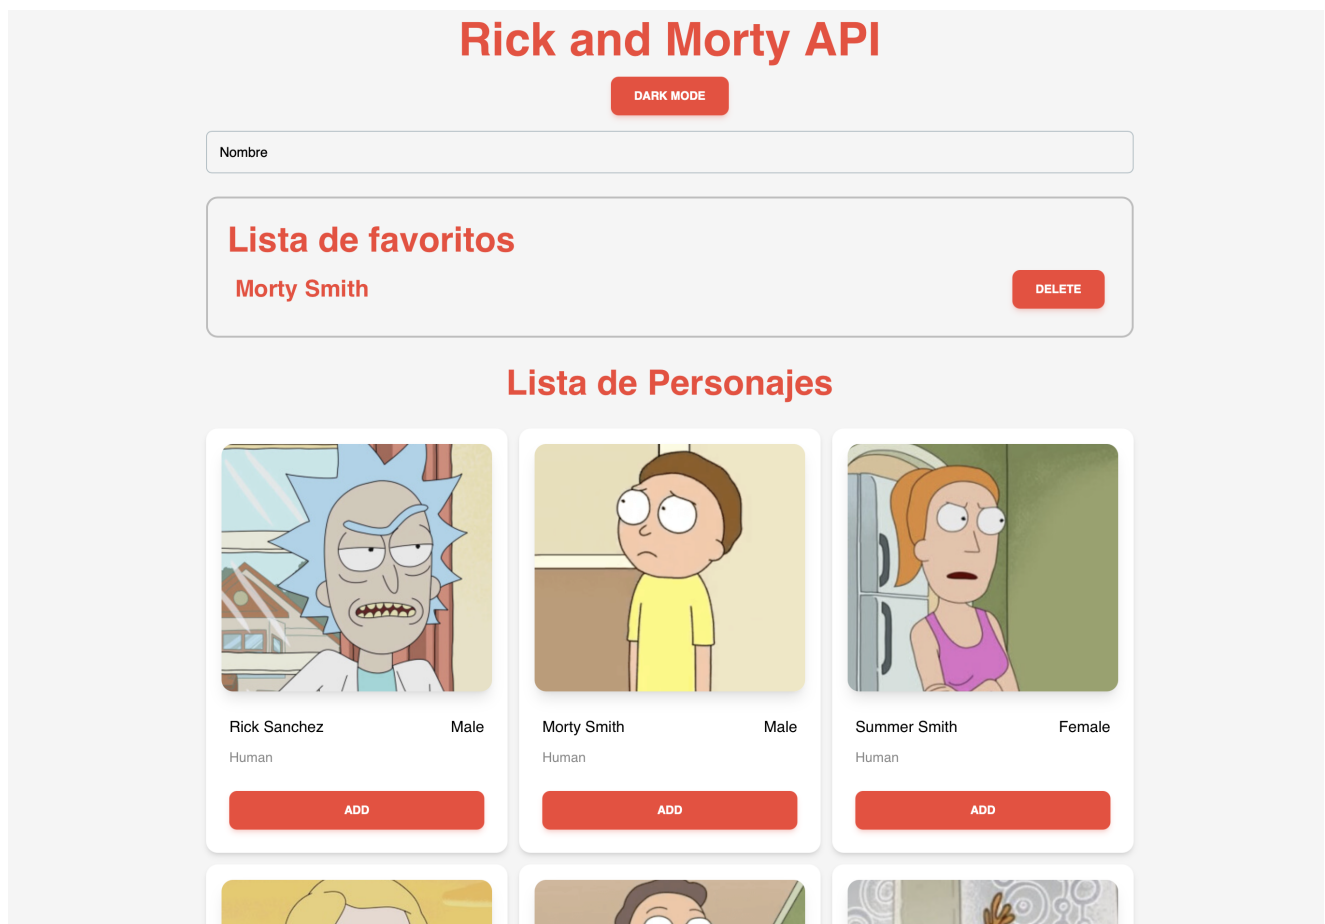 Rick and Morty API
DARK MODE
Nombre
Lista de favoritos
Morty Smith
DELETE
Lista de Personajes
Rick Sanchez Male
Human
ADD
Morty Smith Male
Human
ADD
Summer Smith Female
Human
ADD